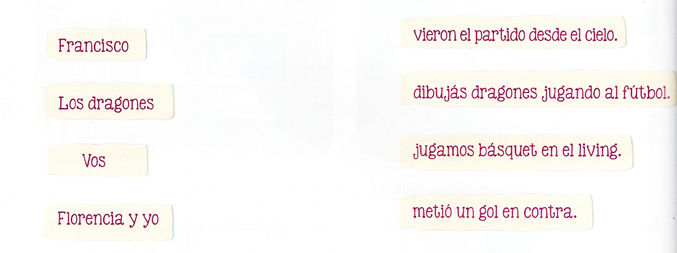 Francisco
Los dragones
Vos
Florencia y yo
vieron el partido desde el cielo.
dibujás dragones jugando al fútbol.
jugamos básquet en el living.
metió un gol en contra.